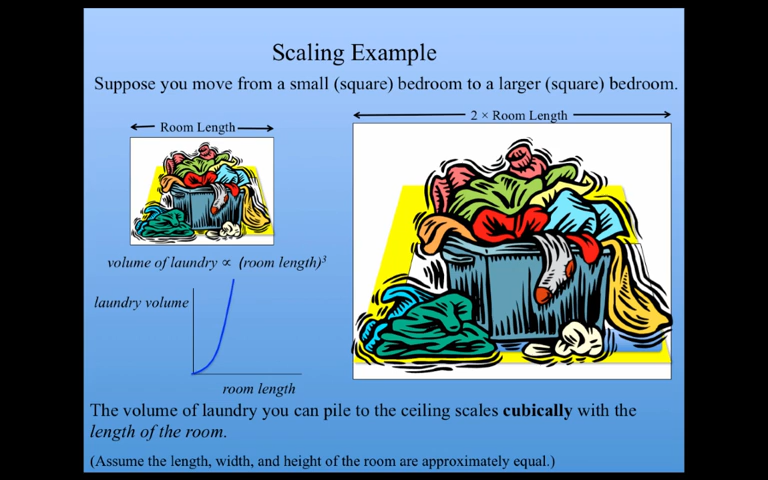 Scaling Example
Suppose you move from a small (square) bedroom to a larger (square) bedroom.
Room Length
2 × Room Length
volume of laundry ∝ (room length)³
laundry volume
room length
The volume of laundry you can pile to the ceiling scales cubically with the
length of the room.
(Assume the length, width, and height of the room are approximately equal.)